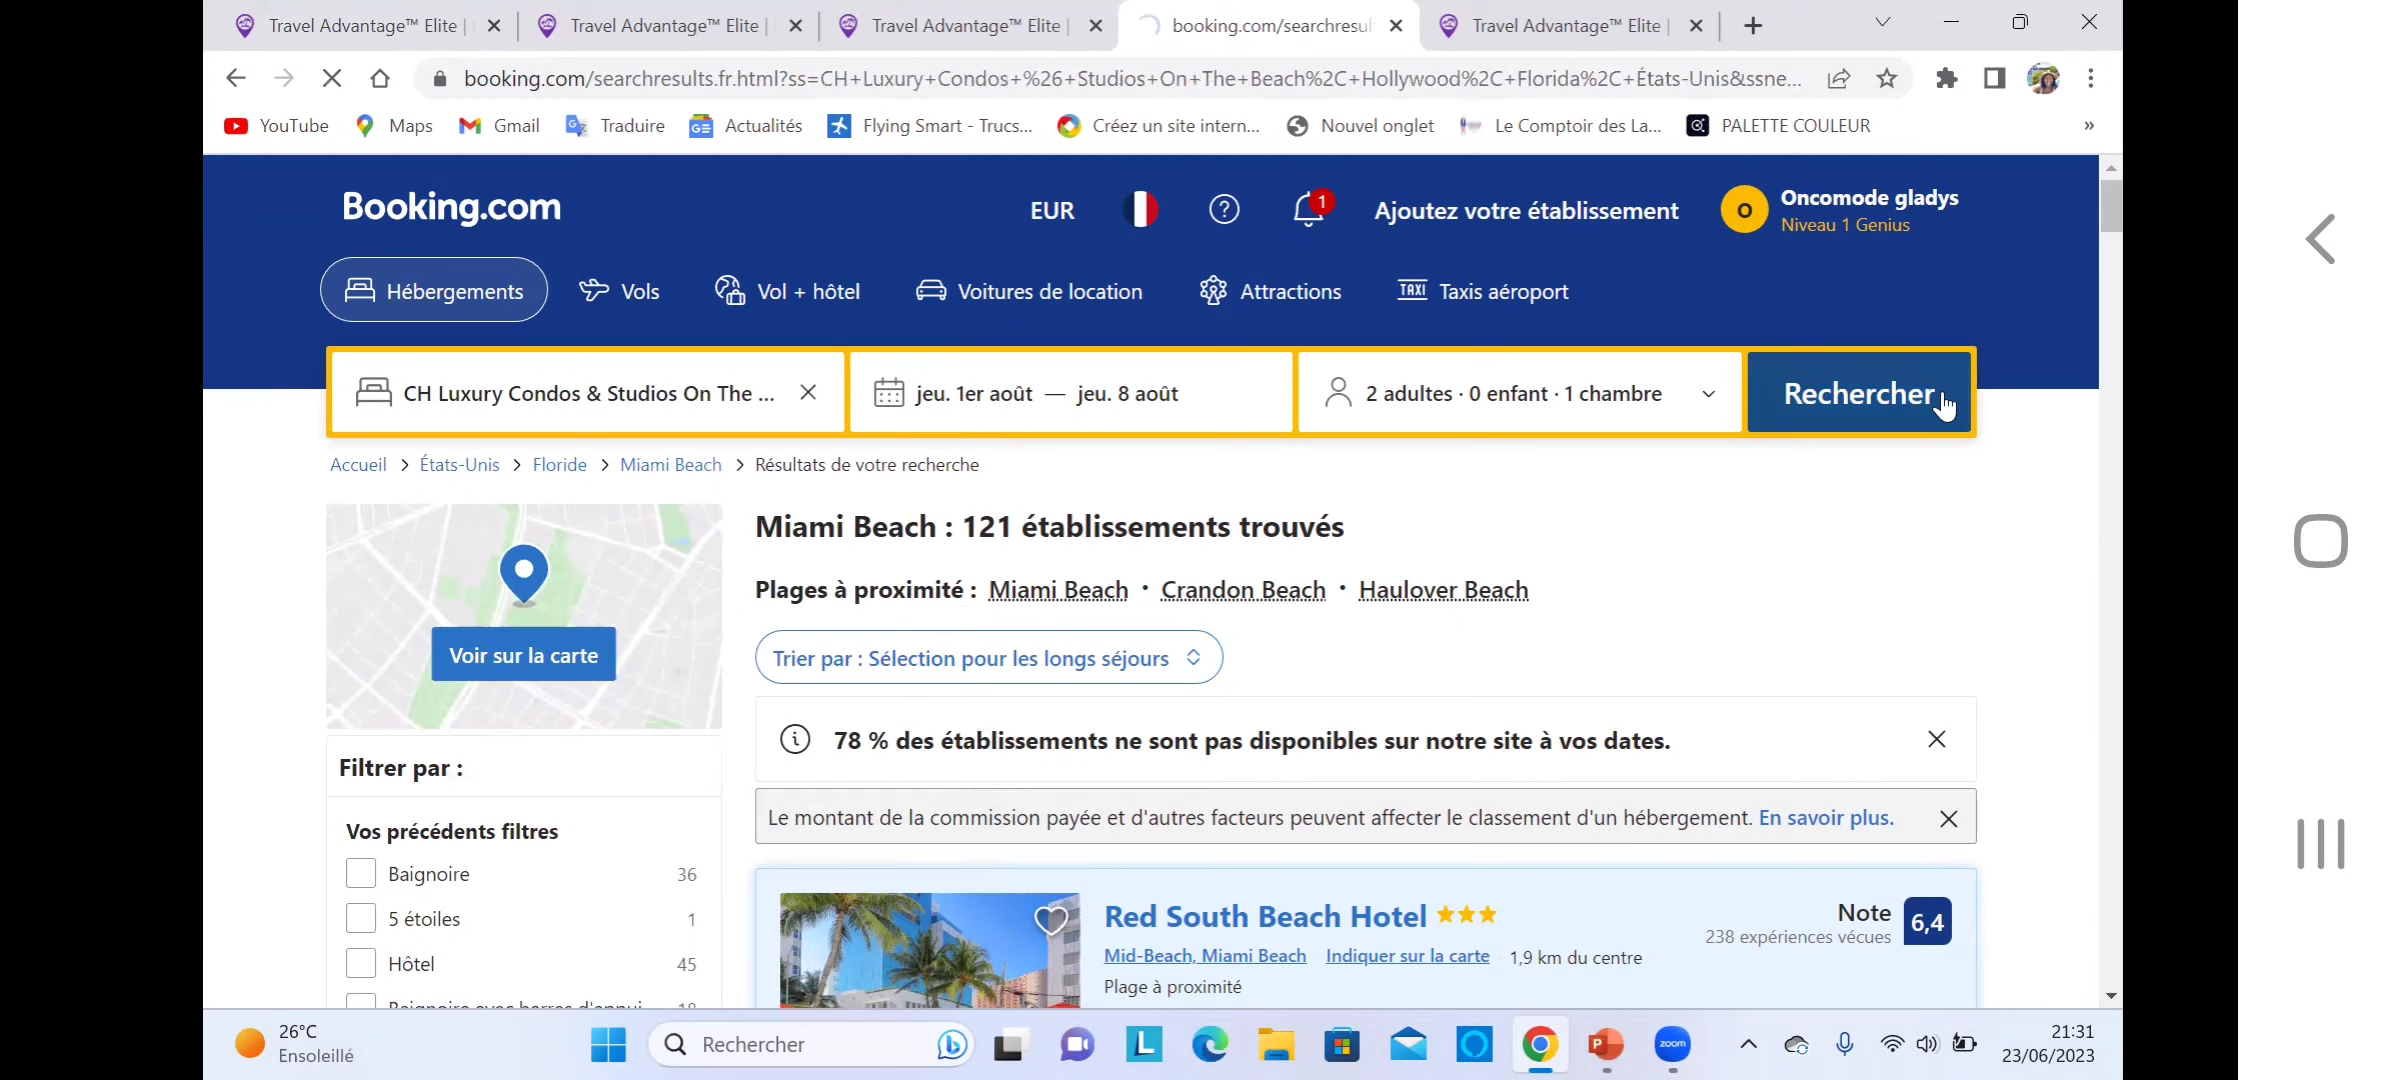 Travel Advantage™ Elite |
Travel Advantage™ Elite |
Travel Advantage™ Elite |
booking.com/searchresul
Travel Advantage™ Elite |
booking.com/searchresults.fr.html?ss=CH+Luxury+Condos+%26+Studios+On+The+Beach%2C+Hollywood%2C+Florida%2C+États-Unis&ssne...
YouTube
Maps
Gmail
Traduire
Actualités
Flying Smart - Trucs...
Créez un site intern...
Nouvel onglet
Le Comptoir des La...
PALETTE COULEUR
»
Booking.com
EUR
1
Ajoutez votre établissement
O
Oncomode gladys
Niveau 1 Genius
Hébergements
Vols
Vol + hôtel
Voitures de location
Attractions
TAXI
Taxis aéroport
CH Luxury Condos & Studios On The ...
jeu. 1er août — jeu. 8 août
2 adultes · 0 enfant · 1 chambre
Rechercher
Accueil > États-Unis > Floride > Miami Beach > Résultats de votre recherche
Voir sur la carte
Miami Beach : 121 établissements trouvés
Plages à proximité : Miami Beach · Crandon Beach · Haulover Beach
Trier par : Sélection pour les longs séjours
78 % des établissements ne sont pas disponibles sur notre site à vos dates.
Le montant de la commission payée et d'autres facteurs peuvent affecter le classement d'un hébergement. En savoir plus.
Filtrer par :
Vos précédents filtres
Baignoire 36
5 étoiles 1
Hôtel 45
Baignoire avec barres d'appui 18
Red South Beach Hotel
Mid-Beach, Miami Beach Indiquer sur la carte 1,9 km du centre
Plage à proximité
Note
238 expériences vécues
6,4
26°C
Ensoleillé
Rechercher
L
P
zoom
21:31
23/06/2023